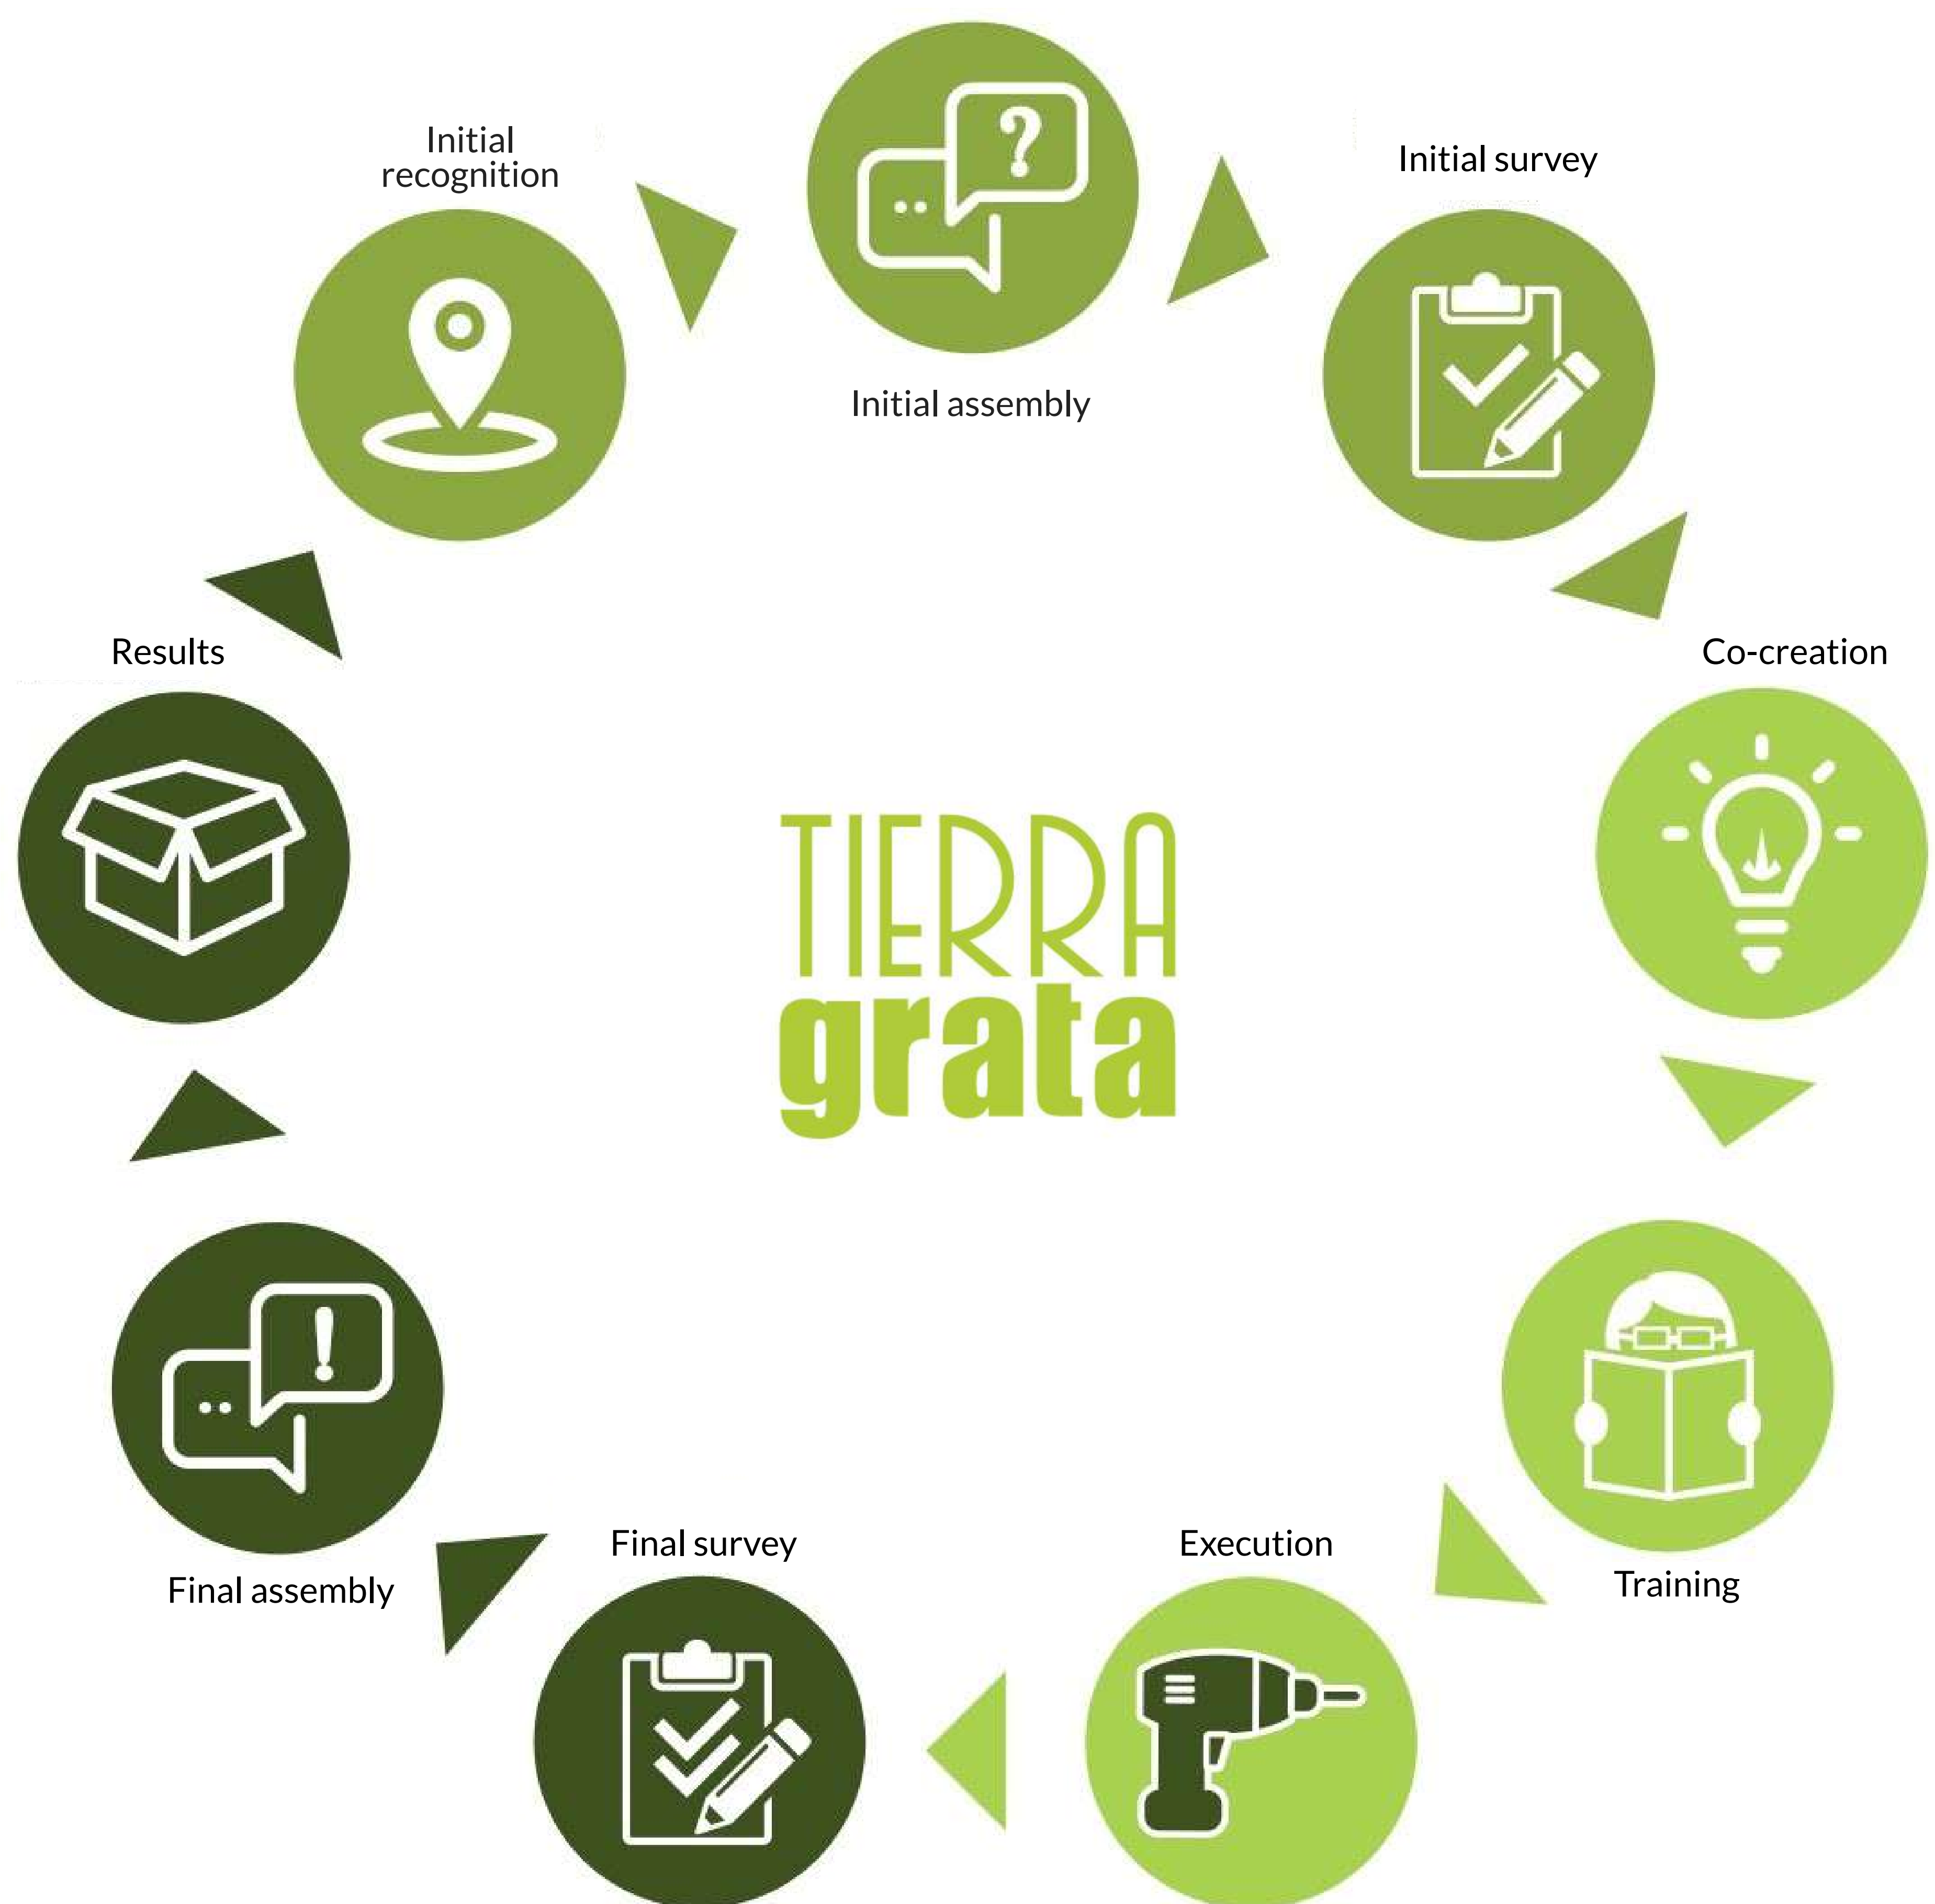 Initial
recognition
Initial assembly
Initial survey
Co-creation
Training
Execution
Final survey
Final assembly
Results
TIERRA
grata